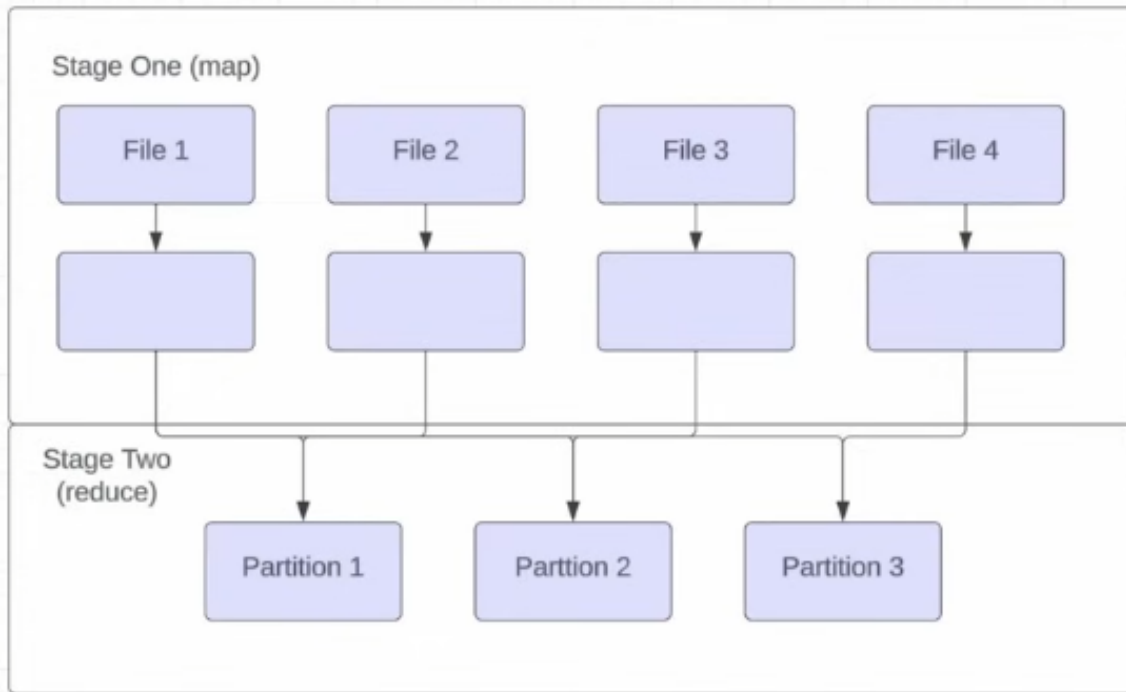 Stage One (map)
File 1
File 2
File 3
File 4
Stage Two
(reduce)
Partition 1
Parttion 2
Partition 3